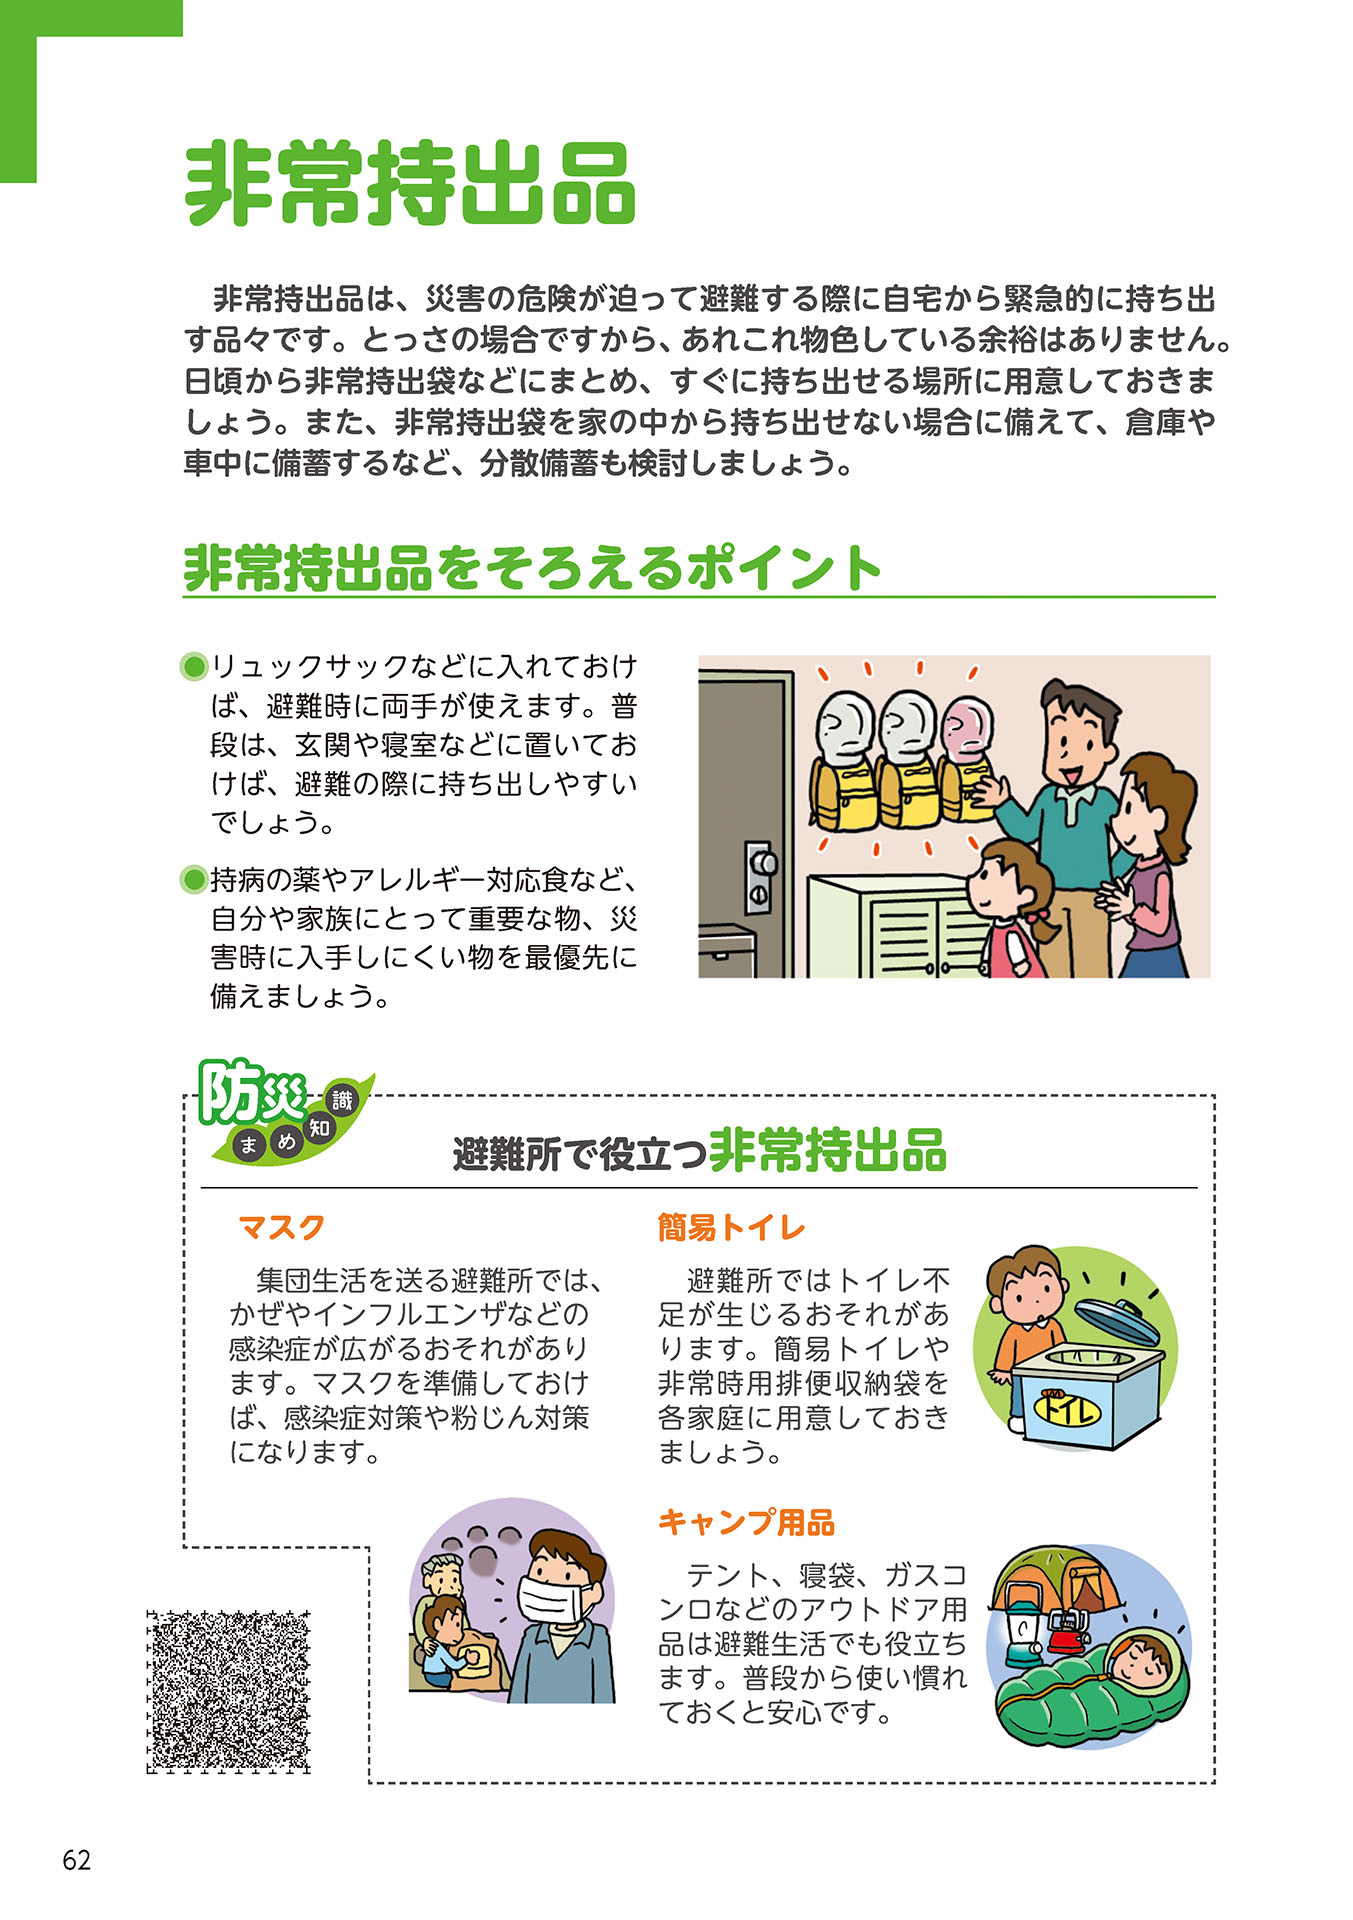 非常持出品
非常持出品は、災害の危険が迫って避難する際に自宅から緊急的に持ち出
す品々です。とっさの場合ですから、あれこれ物色している余裕はありません。
日頃から非常持出袋などにまとめ、すぐに持ち出せる場所に用意しておきま
しょう。また、非常持出袋を家の中から持ち出せない場合に備えて、倉庫や
車中に備蓄するなど、分散備蓄も検討しましょう。
非常持出品をそろえるポイント
リュックサックなどに入れておけ
ば、避難時に両手が使えます。普
段は、玄関や寝室などに置いてお
けば、避難の際に持ち出しやすい
でしょう。
持病の薬やアレルギー対応食など、
自分や家族にとって重要な物、災
害時に入手しにくい物を最優先に
備えましょう。
防災
まめ知識
避難所で役立つ非常持出品
マスク
集団生活を送る避難所では、
かぜやインフルエンザなどの
感染症が広がるおそれがあり
ます。マスクを準備しておけ
ば、感染症対策や粉じん対策
になります。
簡易トイレ
避難所ではトイレ不
足が生じるおそれがあ
ります。簡易トイレや
非常時用排便収納袋を
各家庭に用意しておき
ましょう。
トイレ
キャンプ用品
テント、寝袋、ガスコ
ンロなどのアウトドア用
品は避難生活でも役立ち
ます。普段から使い慣れ
ておくと安心です。
62